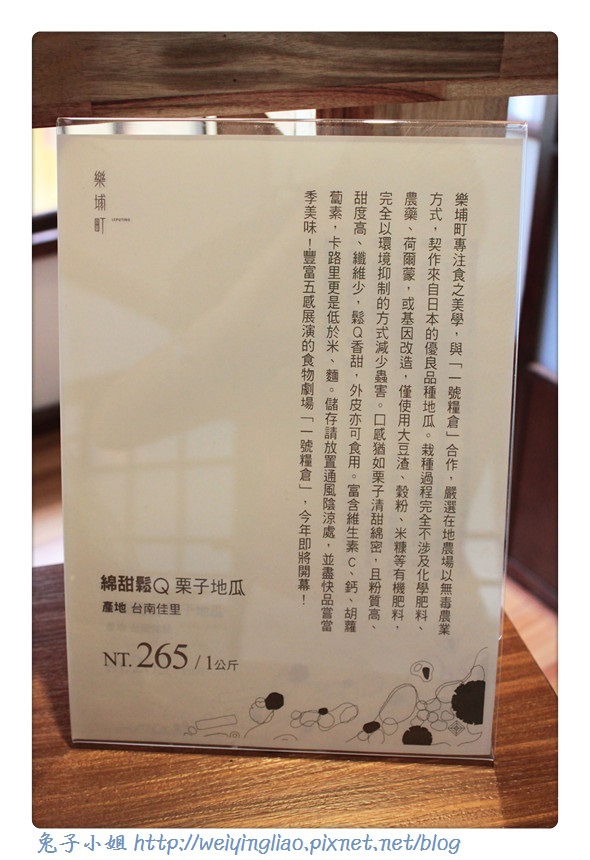 樂埔町
樂埔町專注食之美學，與「一號糧倉」合作，嚴選在地農場以無毒農業
方式，契作來自日本的優良品種地瓜。栽種過程完全不涉及化學肥料、
農藥、荷爾蒙，或基因改造，僅使用大豆渣、穀粉、米糠等有機肥料，
完全以環境抑制的方式減少蟲害。口感猶如栗子清甜綿密，且粉質高、
甜度高、纖維少，鬆Q香甜，外皮亦可食用。富含維生素C、鈣、胡蘿
蔔素，卡路里更是低於米、麵。儲存請放置通風陰涼處，並盡快品嘗當
季美味！豐富五感展演的食物劇場「一號糧倉」，今年即將開幕！
綿甜鬆Q 栗子地瓜
產地 台南佳里
NT. 265 / 1公斤
兔子小姐 http://weiyingliao.pixnet.net/blog